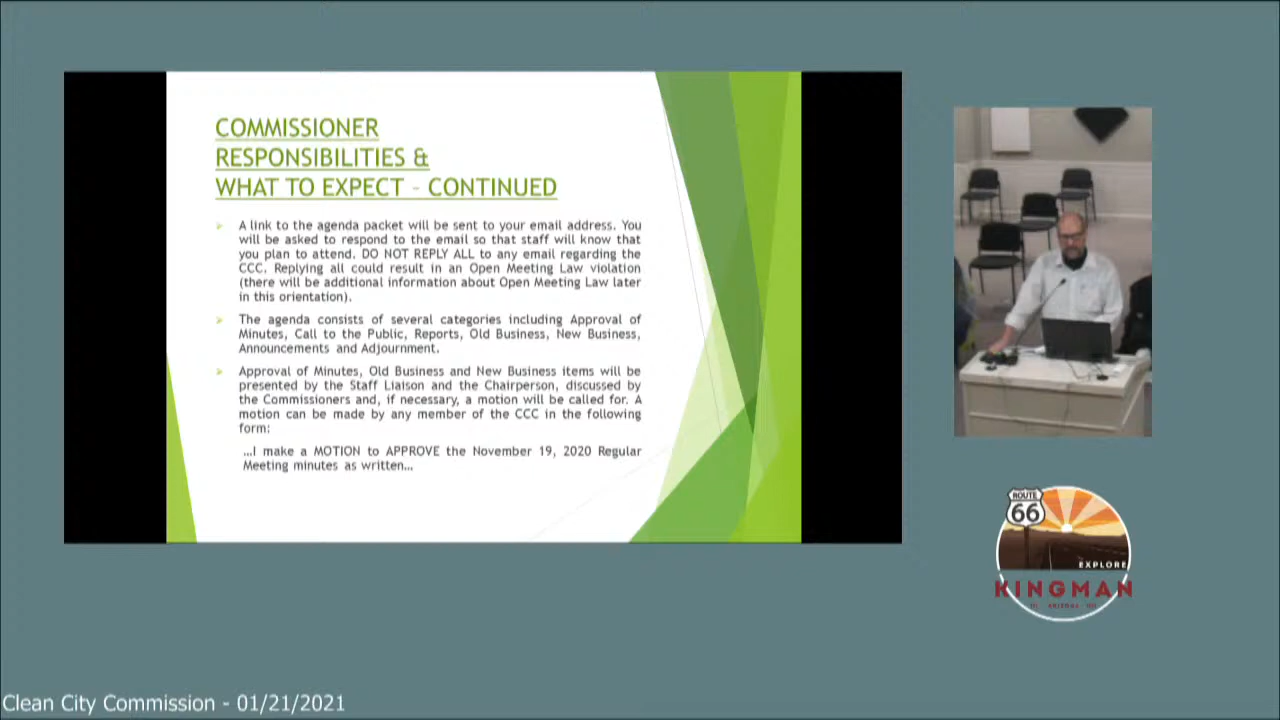 COMMISSIONER
RESPONSIBILITIES &
WHAT TO EXPECT – CONTINUED
A link to the agenda packet will be sent to your email address. You
will be asked to respond to the email so that staff will know that
you plan to attend. DO NOT REPLY ALL to any email regarding the
CCC. Replying all could result in an Open Meeting Law violation
(there will be additional information about Open Meeting Law later
in this orientation).
The agenda consists of several categories including Approval of
Minutes, Call to the Public, Reports, Old Business, New Business,
Announcements and Adjournment.
Approval of Minutes, Old Business and New Business items will be
presented by the Staff Liaison and the Chairperson, discussed by
the Commissioners and, if necessary, a motion will be called for. A
motion can be made by any member of the CCC in the following
form:
…I make a MOTION to APPROVE the November 19, 2020 Regular
Meeting minutes as written…
ROUTE
66
EXPLORE
KINGMAN
Clean City Commission - 01/21/2021